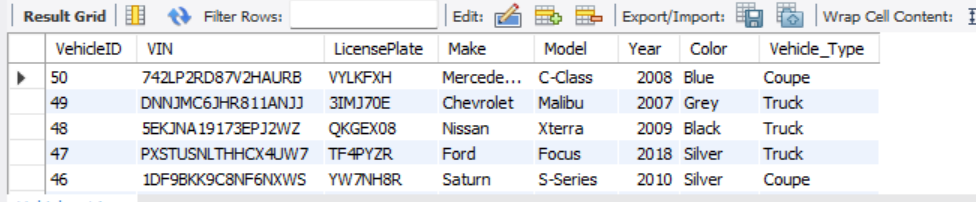 Result Grid Filter Rows: Edit: Export/Import: Wrap Cell Content:
VehicleID VIN LicensePlate Make Model Year Color Vehicle_Type
50 742LP2RD87V2HAURB VYLKFXH Mercede... C-Class 2008 Blue Coupe
49 DNNJMC6JHR811ANJJ 3IMJ70E Chevrolet Malibu 2007 Grey Truck
48 5EKJNA19173EPJ2WZ QKGEX08 Nissan Xterra 2009 Black Truck
47 PXSTUSNLTHHCX4UW7 TF4PYZR Ford Focus 2018 Silver Truck
46 1DF9BKK9C8NF6NXWS YW7NH8R Saturn S-Series 2010 Silver Coupe